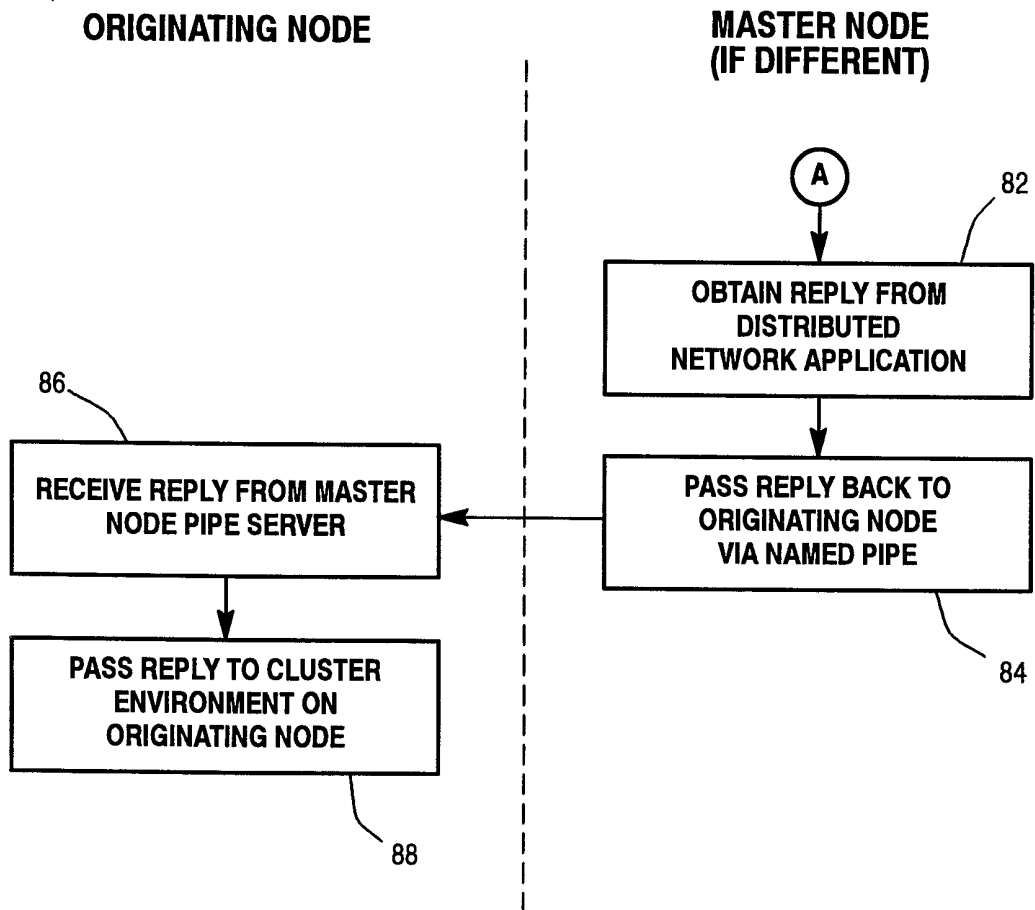 ORIGINATING NODE
MASTER NODE
(IF DIFFERENT)
A
82
OBTAIN REPLY FROM
DISTRIBUTED
NETWORK APPLICATION
86
RECEIVE REPLY FROM MASTER
NODE PIPE SERVER
PASS REPLY BACK TO
ORIGINATING NODE
VIA NAMED PIPE
84
PASS REPLY TO CLUSTER
ENVIRONMENT ON
ORIGINATING NODE
88